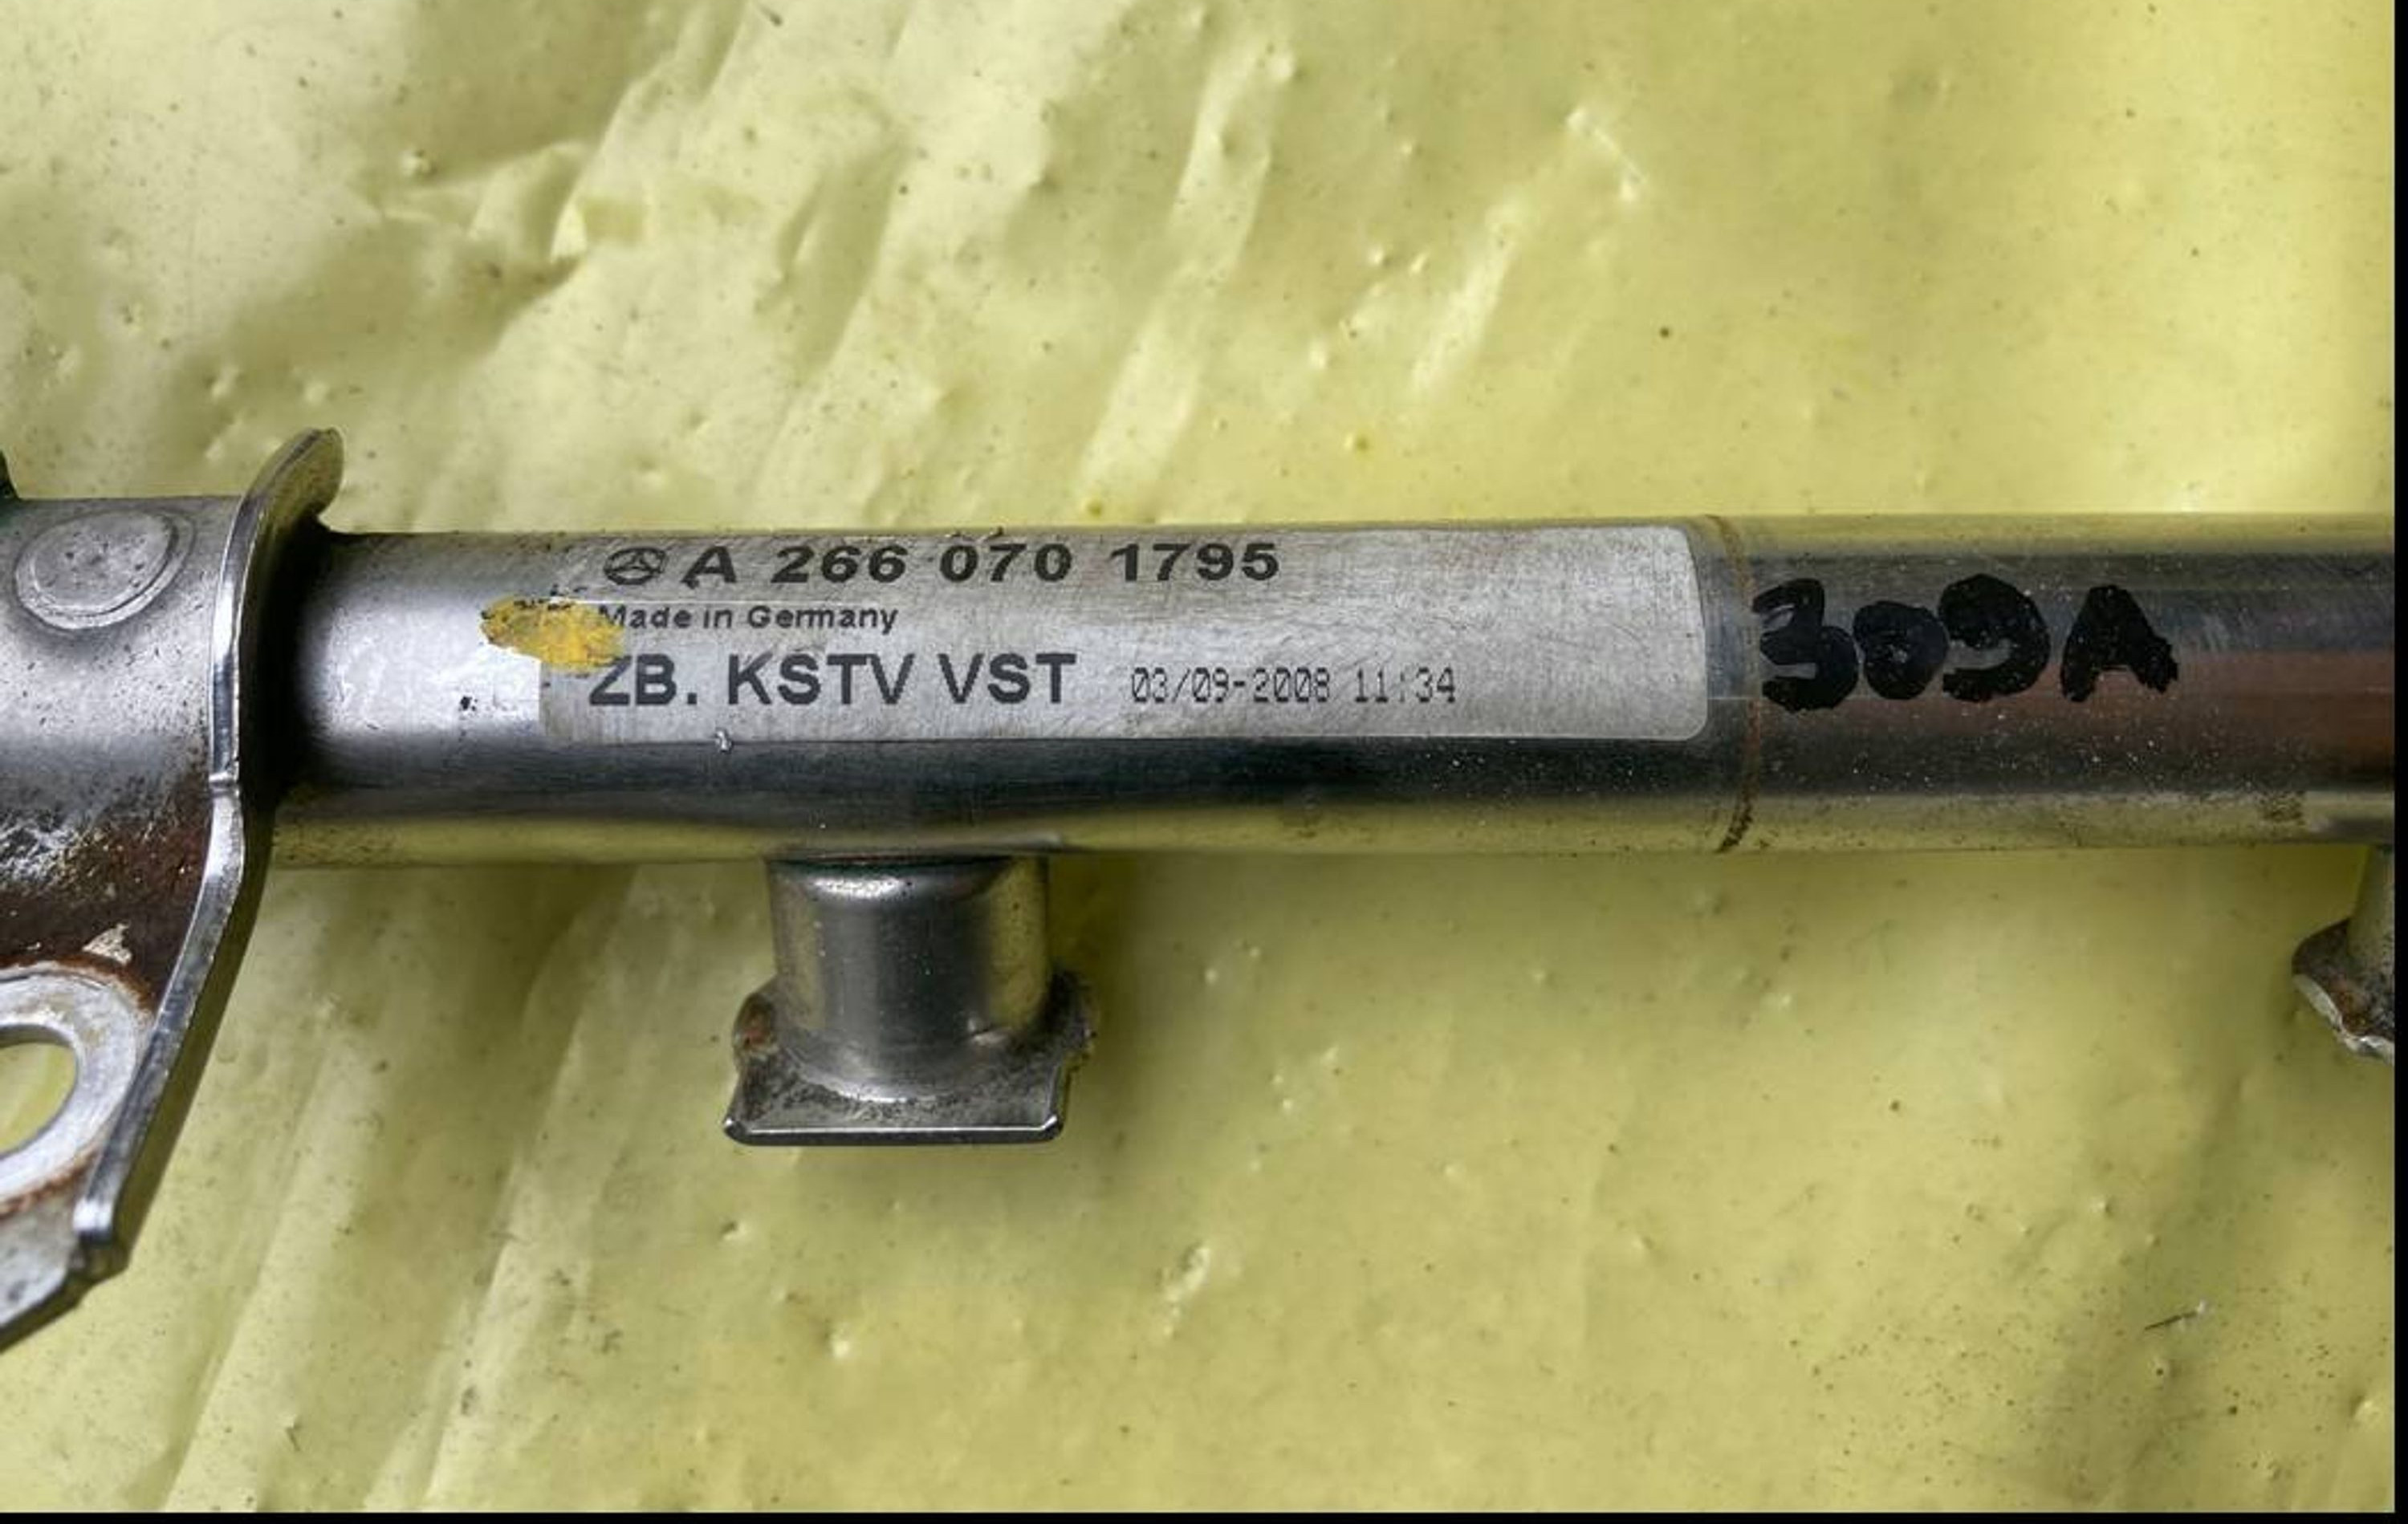 A 266 070 1795
Made in Germany
ZB. KSTV VST 03/09-2008 11:34
309A